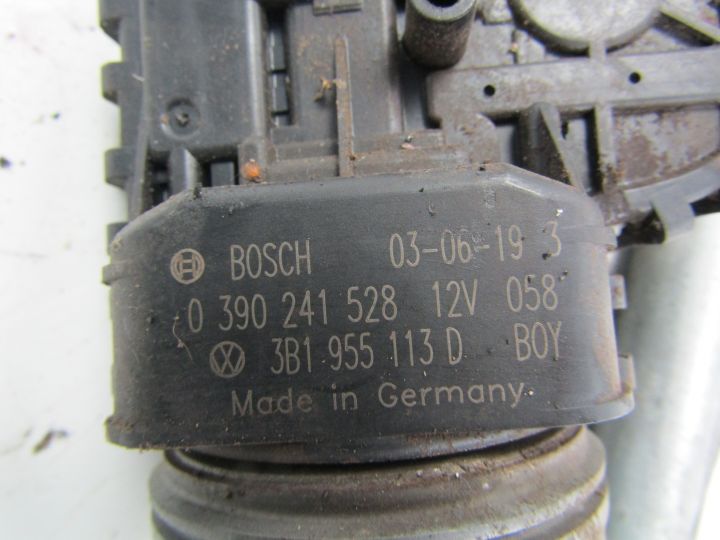 BOSCH 03-06-19 3
0 390 241 528 12V 058
3B1 955 113 D BOY
Made in Germany